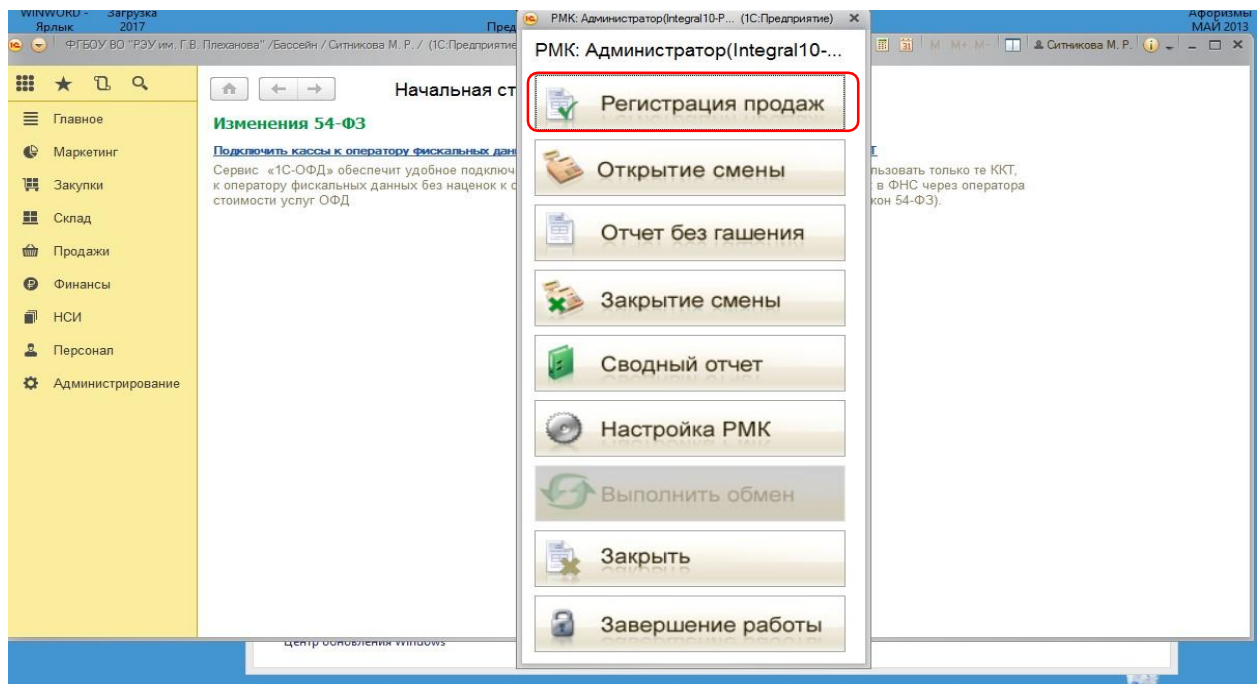 WINWORD - Загрузка
Ярлык 2017
Афоризмы
МАЙ 2013
ФГБОУ ВО "РЭУ им. Г.В. Плеханова" /Бассейн / Ситникова М. Р. / (1С:Предприятие
M M+ M- Ситникова М. Р.
РМК: Администратор(Integral10-Р... (1С:Предприятие)
РМК: Администратор(Integral10-...
Главное
Маркетинг
Закупки
Склад
Продажи
Финансы
НСИ
Персонал
Администрирование
Начальная ст
Изменения 54-ФЗ
Подключить кассы к оператору фискальных дан
Сервис «1С-ОФД» обеспечит удобное подключ
к оператору фискальных данных без наценок к с
стоимости услуг ОФД
пьзовать только те ККТ,
в ФНС через оператора
кон 54-ФЗ).
Регистрация продаж
Открытие смены
Отчет без гашения
Закрытие смены
Сводный отчет
Настройка РМК
Выполнить обмен
Закрыть
Завершение работы
Центр обновления Windows